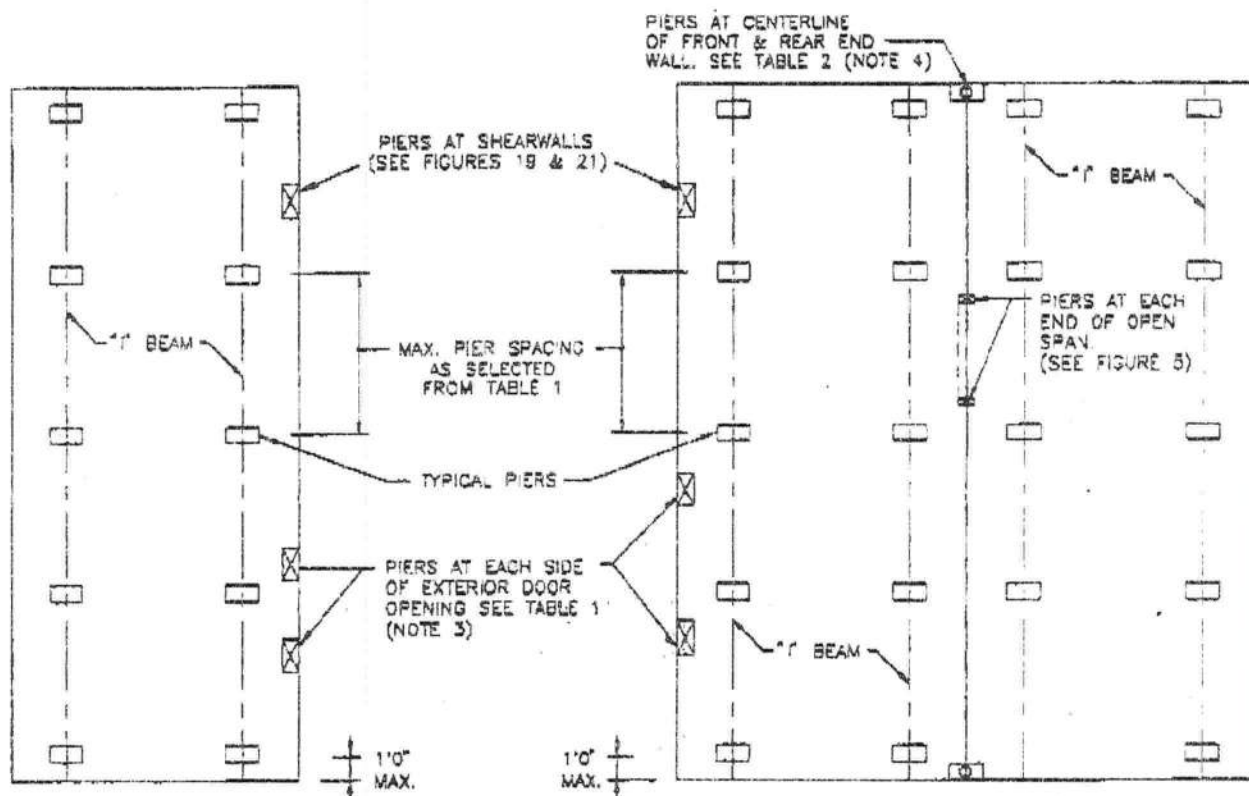 PIERS AT CENTERLINE
OF FRONT & REAR END
WALL. SEE TABLE 2 (NOTE 4)
PIERS AT SHEARWALLS
(SEE FIGURES 19 & 21)
"I" BEAM
"I" BEAM
MAX. PIER SPACING
AS SELECTED
FROM TABLE 1
PIERS AT EACH
END OF OPEN
SPAN.
(SEE FIGURE 5)
TYPICAL PIERS
PIERS AT EACH SIDE
OF EXTERIOR DOOR
OPENING SEE TABLE 1
(NOTE 3)
"I" BEAM
1'0"
MAX.
1'0"
MAX.